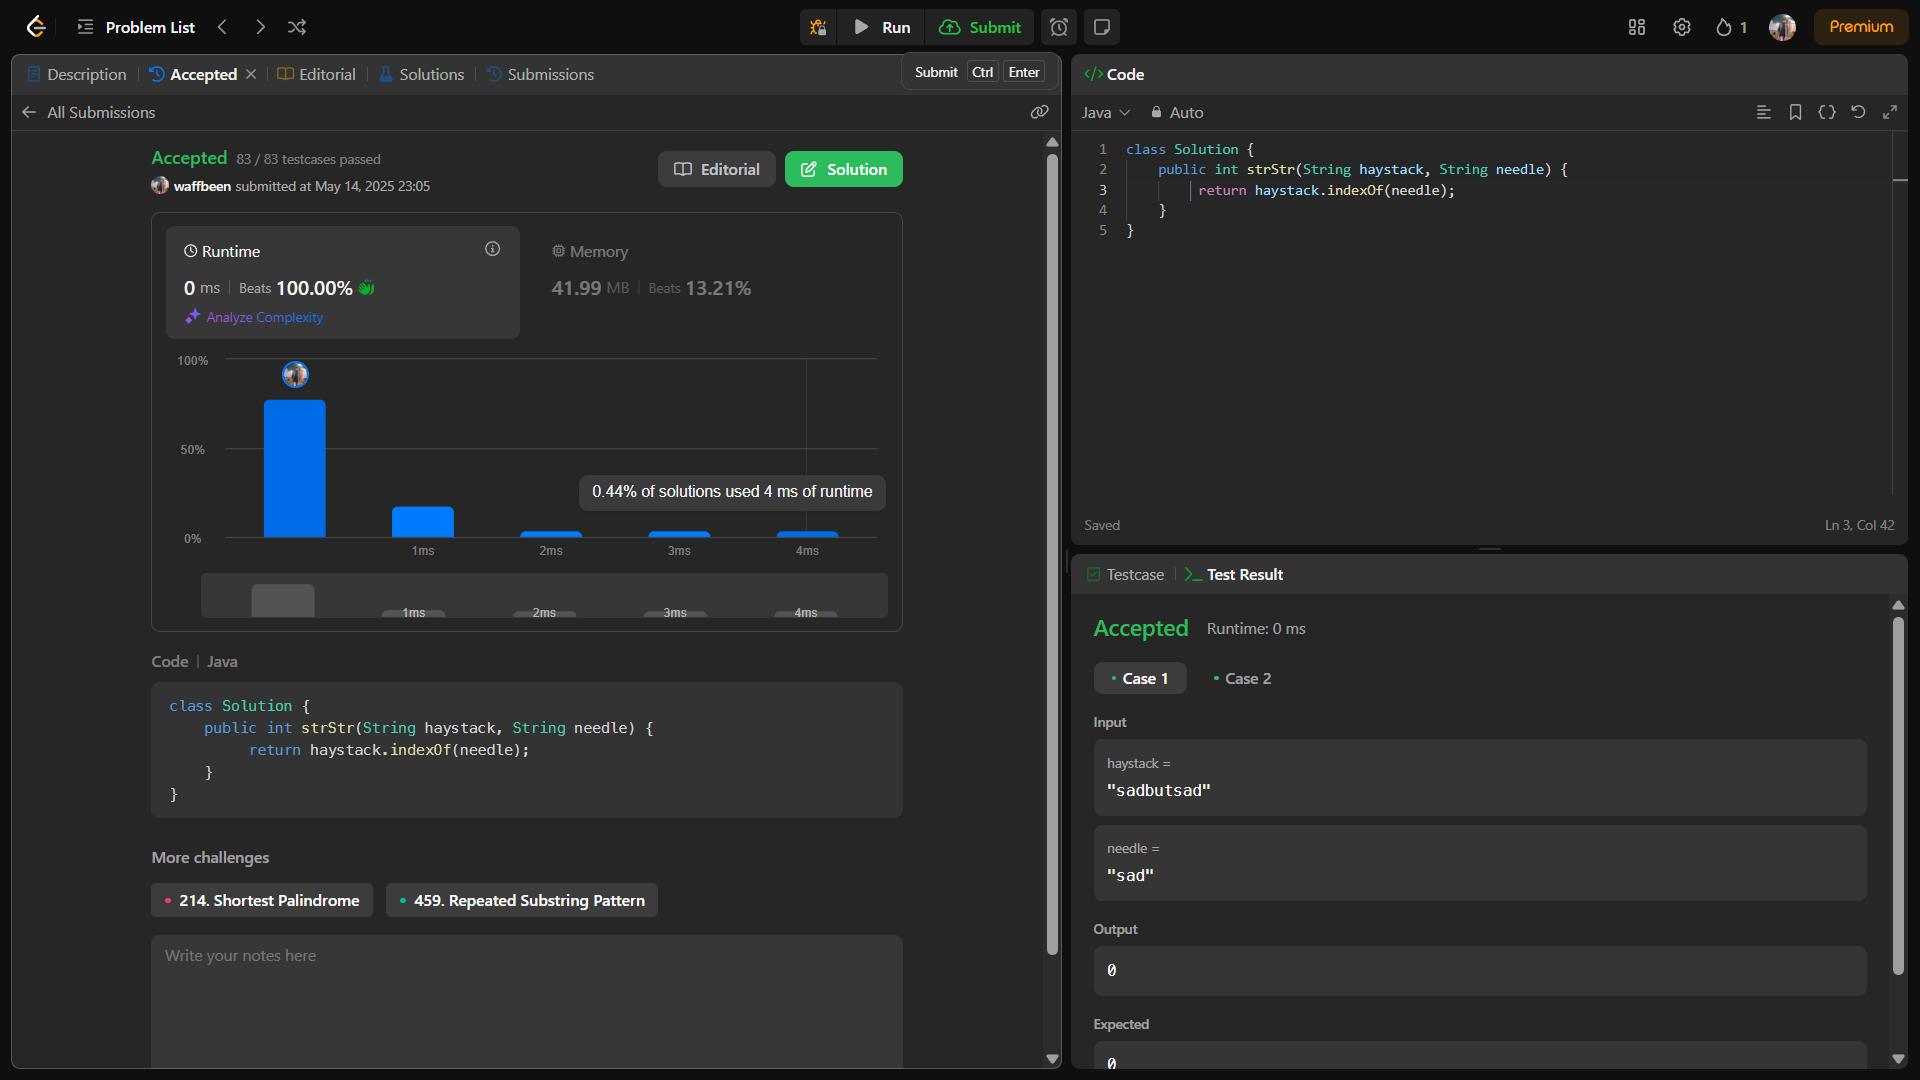 Problem List
Run
Submit
1
Premium
Description
Accepted
Editorial
Solutions
Submissions
Submit Ctrl Enter
All Submissions
Accepted 83 / 83 testcases passed
waffbeen submitted at May 14, 2025 23:05
Editorial
Solution
Runtime
0 ms | Beats 100.00%
Analyze Complexity
Memory
41.99 MB | Beats 13.21%
100%
50%
0%
0.44% of solutions used 4 ms of runtime
1ms 2ms 3ms 4ms
1ms 2ms 3ms 4ms
Code | Java
class Solution {
    public int strStr(String haystack, String needle) {
         return haystack.indexOf(needle);
    }
}
More challenges
214. Shortest Palindrome
459. Repeated Substring Pattern
Write your notes here
</> Code
Java
Auto
1 class Solution {
2     public int strStr(String haystack, String needle) {
3          return haystack.indexOf(needle);
4     }
5 }
Saved
Ln 3, Col 42
Testcase
Test Result
Accepted Runtime: 0 ms
Case 1
Case 2
Input
haystack =
"sadbutsad"
needle =
"sad"
Output
0
Expected
0